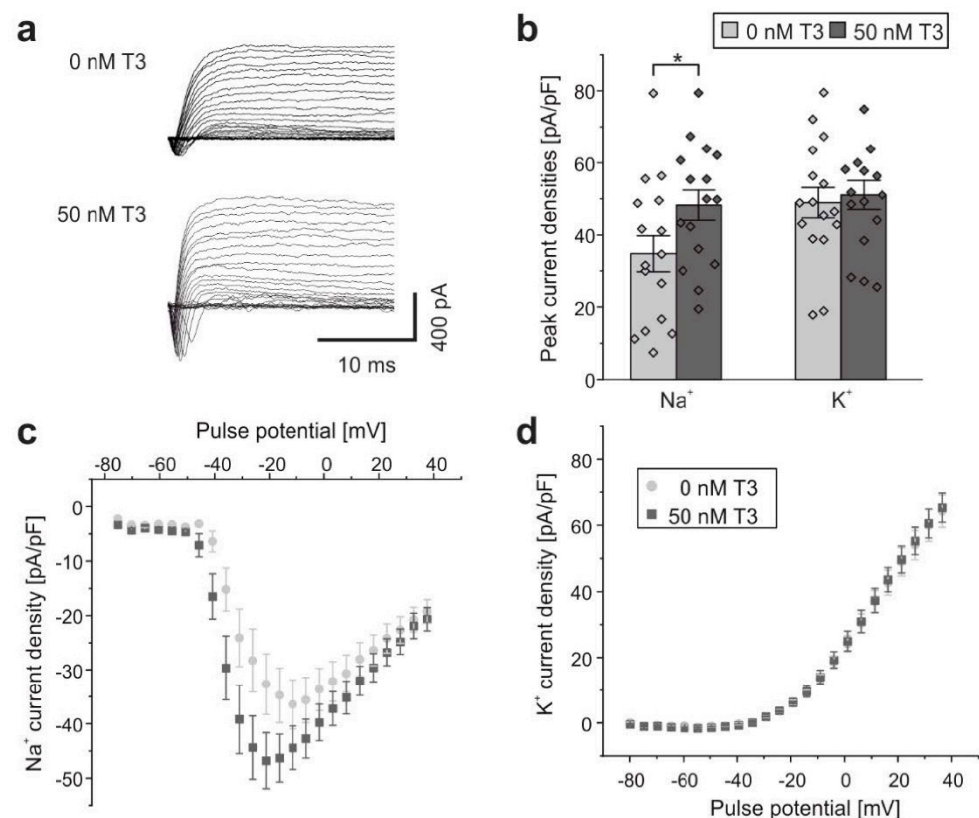 a
0 nM T3
50 nM T3
400 pA
10 ms
b
0 nM T3 50 nM T3
*
Peak current densities [pA/pF]
80
60
40
20
0
Na+ K+
c
Pulse potential [mV]
-80 -60 -40 -20 0 20 40
Na+ current density [pA/pF]
0
-10
-20
-30
-40
-50
d
0 nM T3
50 nM T3
K+ current density [pA/pF]
80
60
40
20
0
-80 -60 -40 -20 0 20 40
Pulse potential [mV]